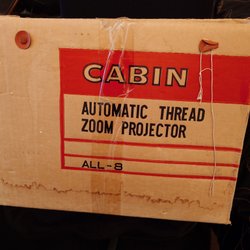 CABIN
AUTOMATIC THREAD
ZOOM PROJECTOR
ALL-8